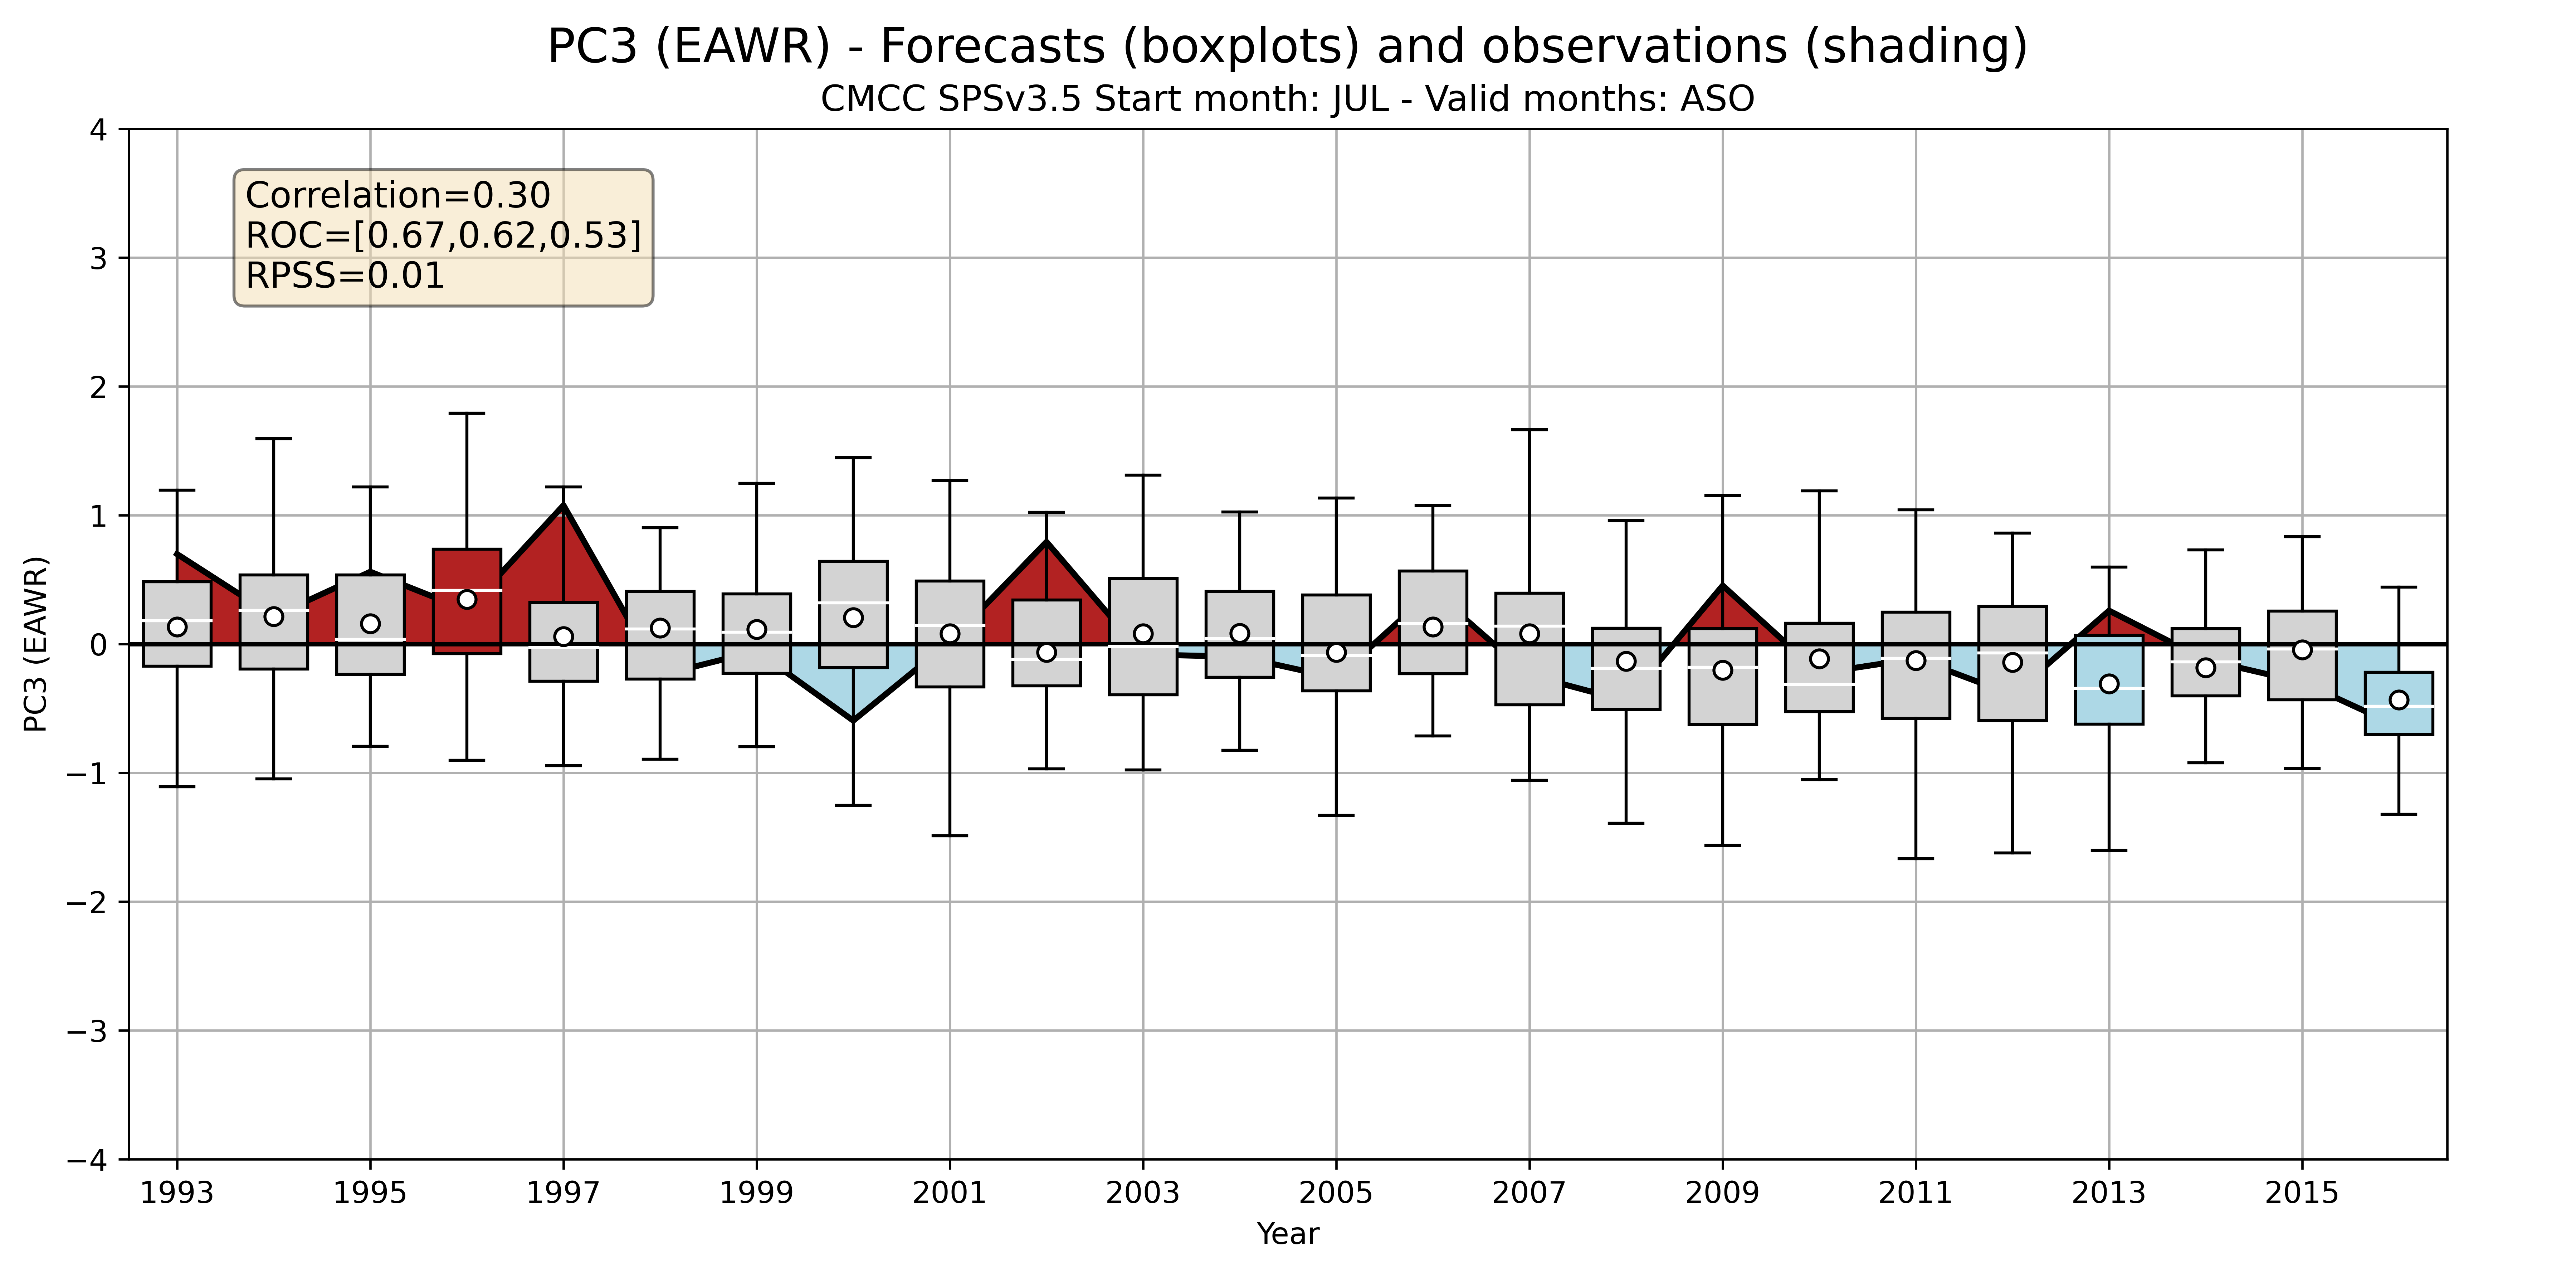 PC3 (EAWR) - Forecasts (boxplots) and observations (shading)
CMCC SPSv3.5 Start month: JUL - Valid months: ASO
Correlation=0.30
ROC=[0.67,0.62,0.53]
RPSS=0.01
PC3 (EAWR)
4
3
2
1
0
−1
−2
−3
−4
1993 1995 1997 1999 2001 2003 2005 2007 2009 2011 2013 2015
Year